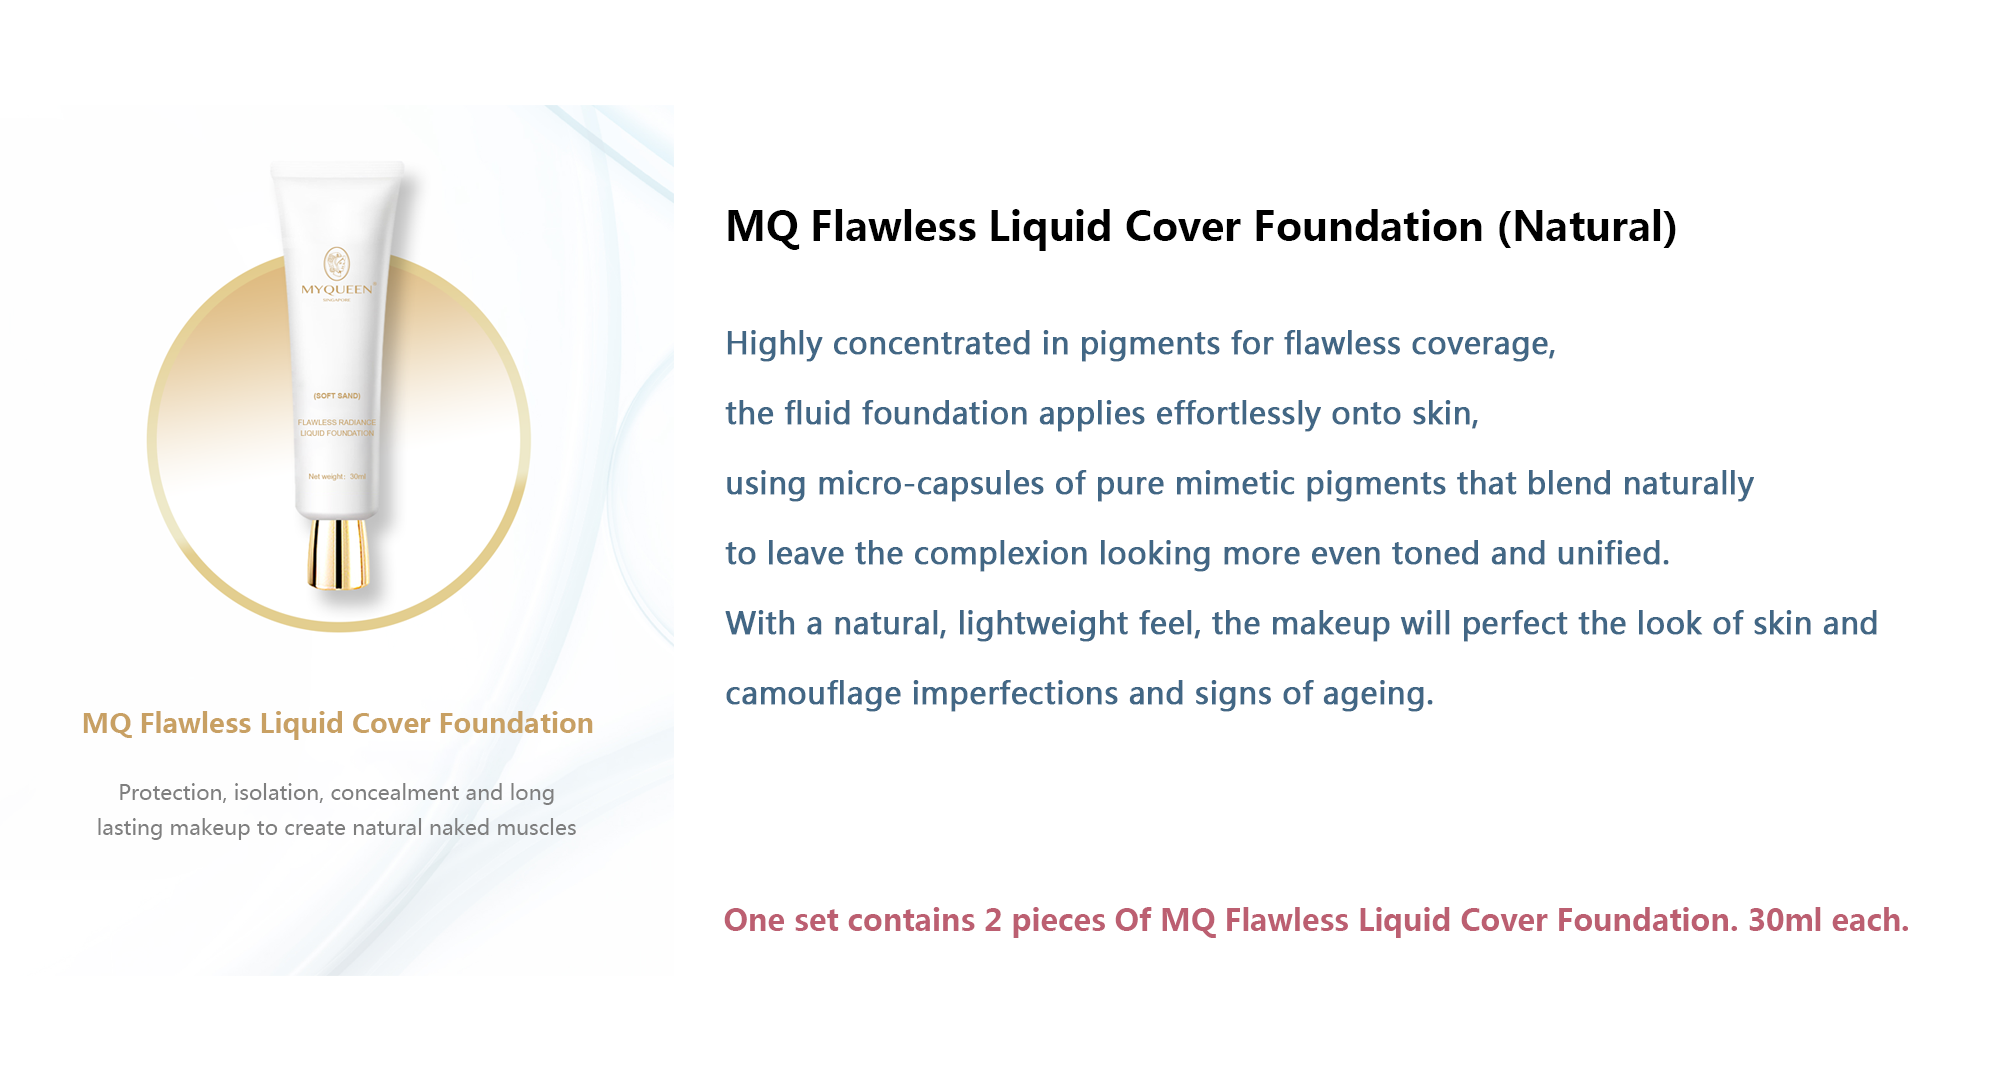 MYQUEEN
SINGAPORE
(SOFT SAND)
FLAWLESS RADIANCE
LIQUID FOUNDATION
Net weight: 30ml
MQ Flawless Liquid Cover Foundation
Protection, isolation, concealment and long
lasting makeup to create natural naked muscles
MQ Flawless Liquid Cover Foundation (Natural)
Highly concentrated in pigments for flawless coverage,
the fluid foundation applies effortlessly onto skin,
using micro-capsules of pure mimetic pigments that blend naturally
to leave the complexion looking more even toned and unified.
With a natural, lightweight feel, the makeup will perfect the look of skin and
camouflage imperfections and signs of ageing.
One set contains 2 pieces Of MQ Flawless Liquid Cover Foundation. 30ml each.